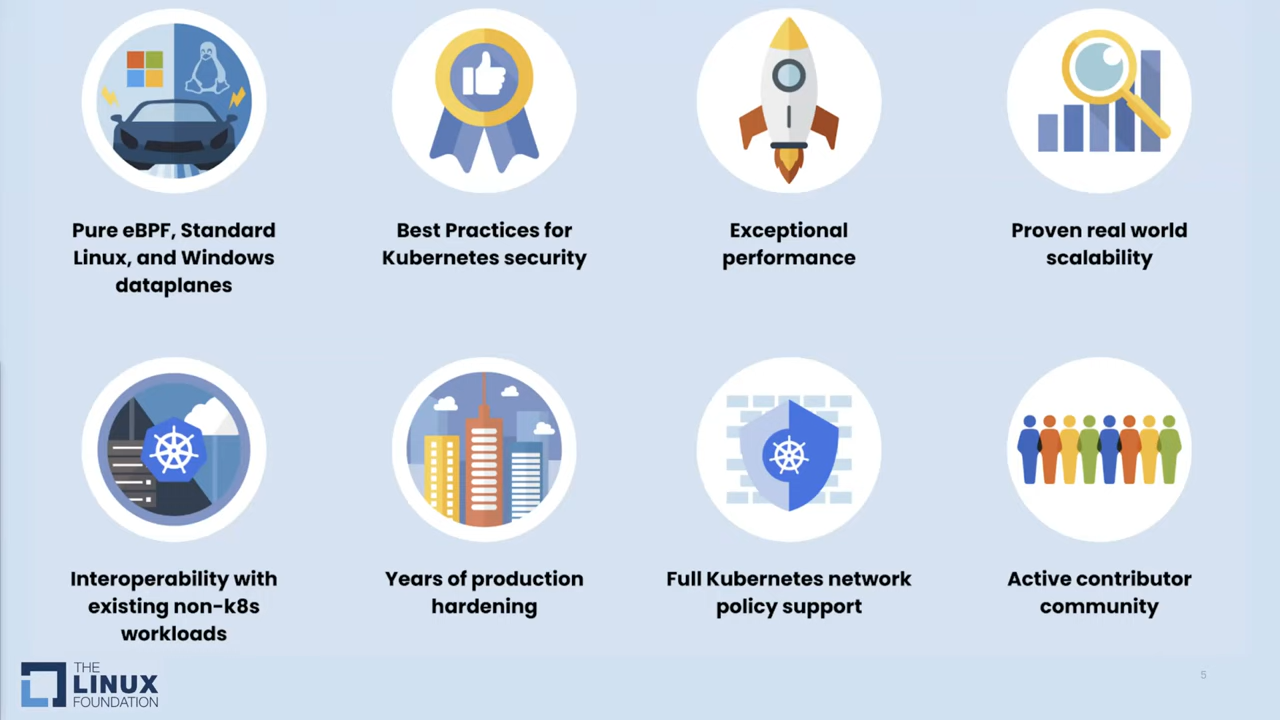 Pure eBPF, Standard
Linux, and Windows
dataplanes
Best Practices for
Kubernetes security
Exceptional
performance
Proven real world
scalability
Interoperability with
existing non-k8s
workloads
Years of production
hardening
Full Kubernetes network
policy support
Active contributor
community
THE
LINUX
FOUNDATION
5